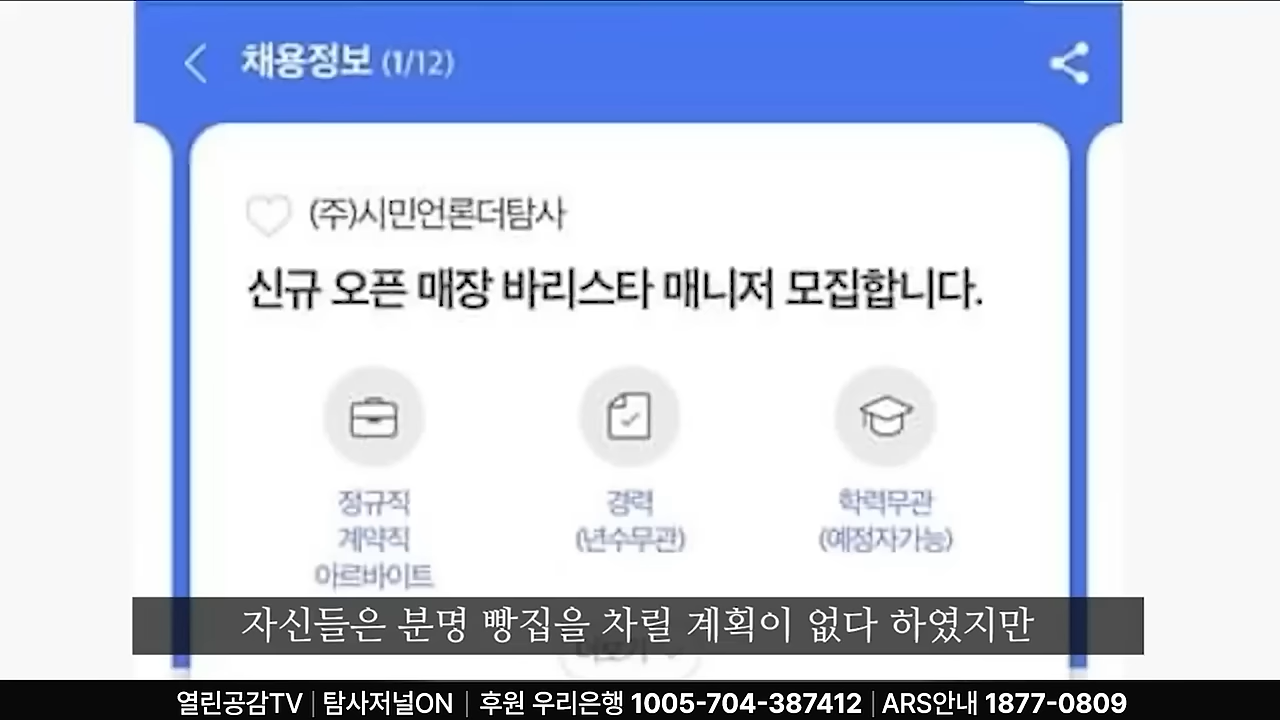 채용정보 (1/12)
(주)시민언론더탐사
신규 오픈 매장 바리스타 매니저 모집합니다.
정규직
계약직
아르바이트
경력
(년수무관)
학력무관
(예정자가능)
자신들은 분명 빵집을 차릴 계획이 없다 하였지만
더보기
열린공감TV | 탐사저널ON | 후원 우리은행 1005-704-387412 | ARS안내 1877-0809